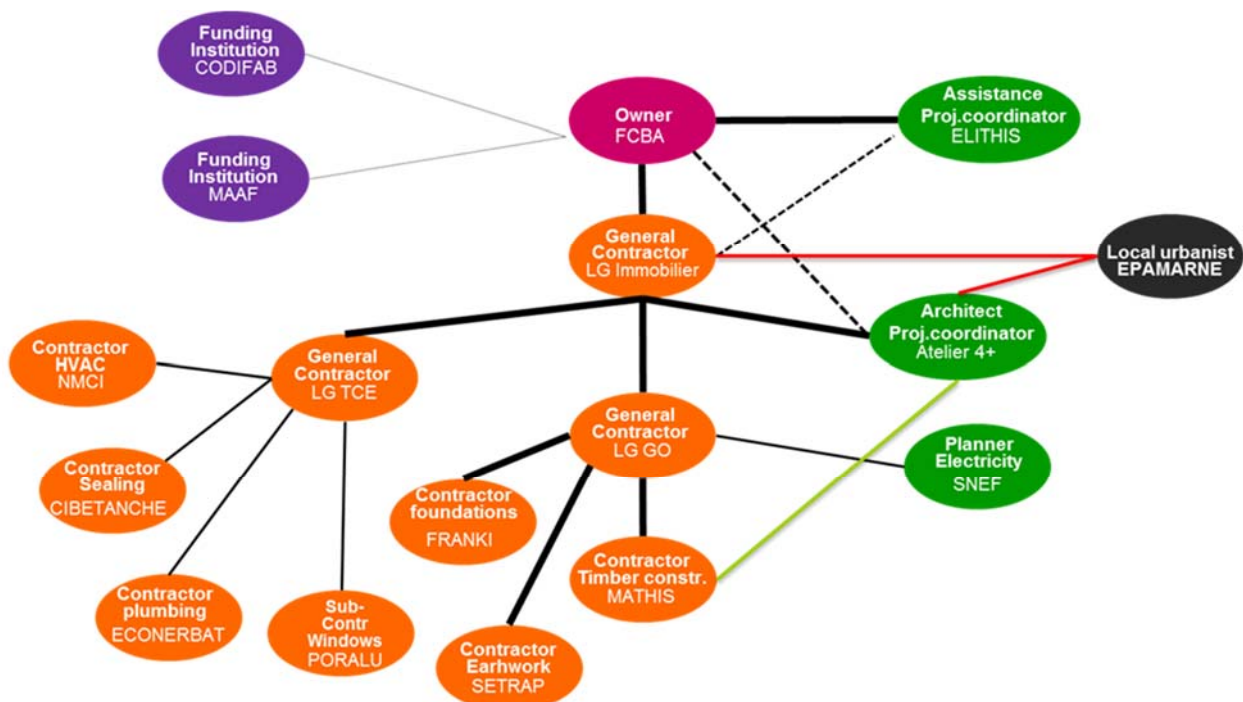 Funding
Institution
CODIFAB
Owner
FCBA
Assistance
Proj.coordinator
ELITHIS
Funding
Institution
MAAF
General
Contractor
LG Immobilier
Local urbanist
EPAMARNE
Architect
Proj.coordinator
Atelier 4+
Contractor
HVAC
NMCI
General
Contractor
LG TCE
General
Contractor
LG GO
Planner
Electricity
SNEF
Contractor
Sealing
CIBETANCHE
Contractor
foundations
FRANKI
Contractor
Timber constr.
MATHIS
Contractor
plumbing
ECONERBAT
Sub-
Contr
Windows
PORALU
Contractor
Earhwork
SETRAP